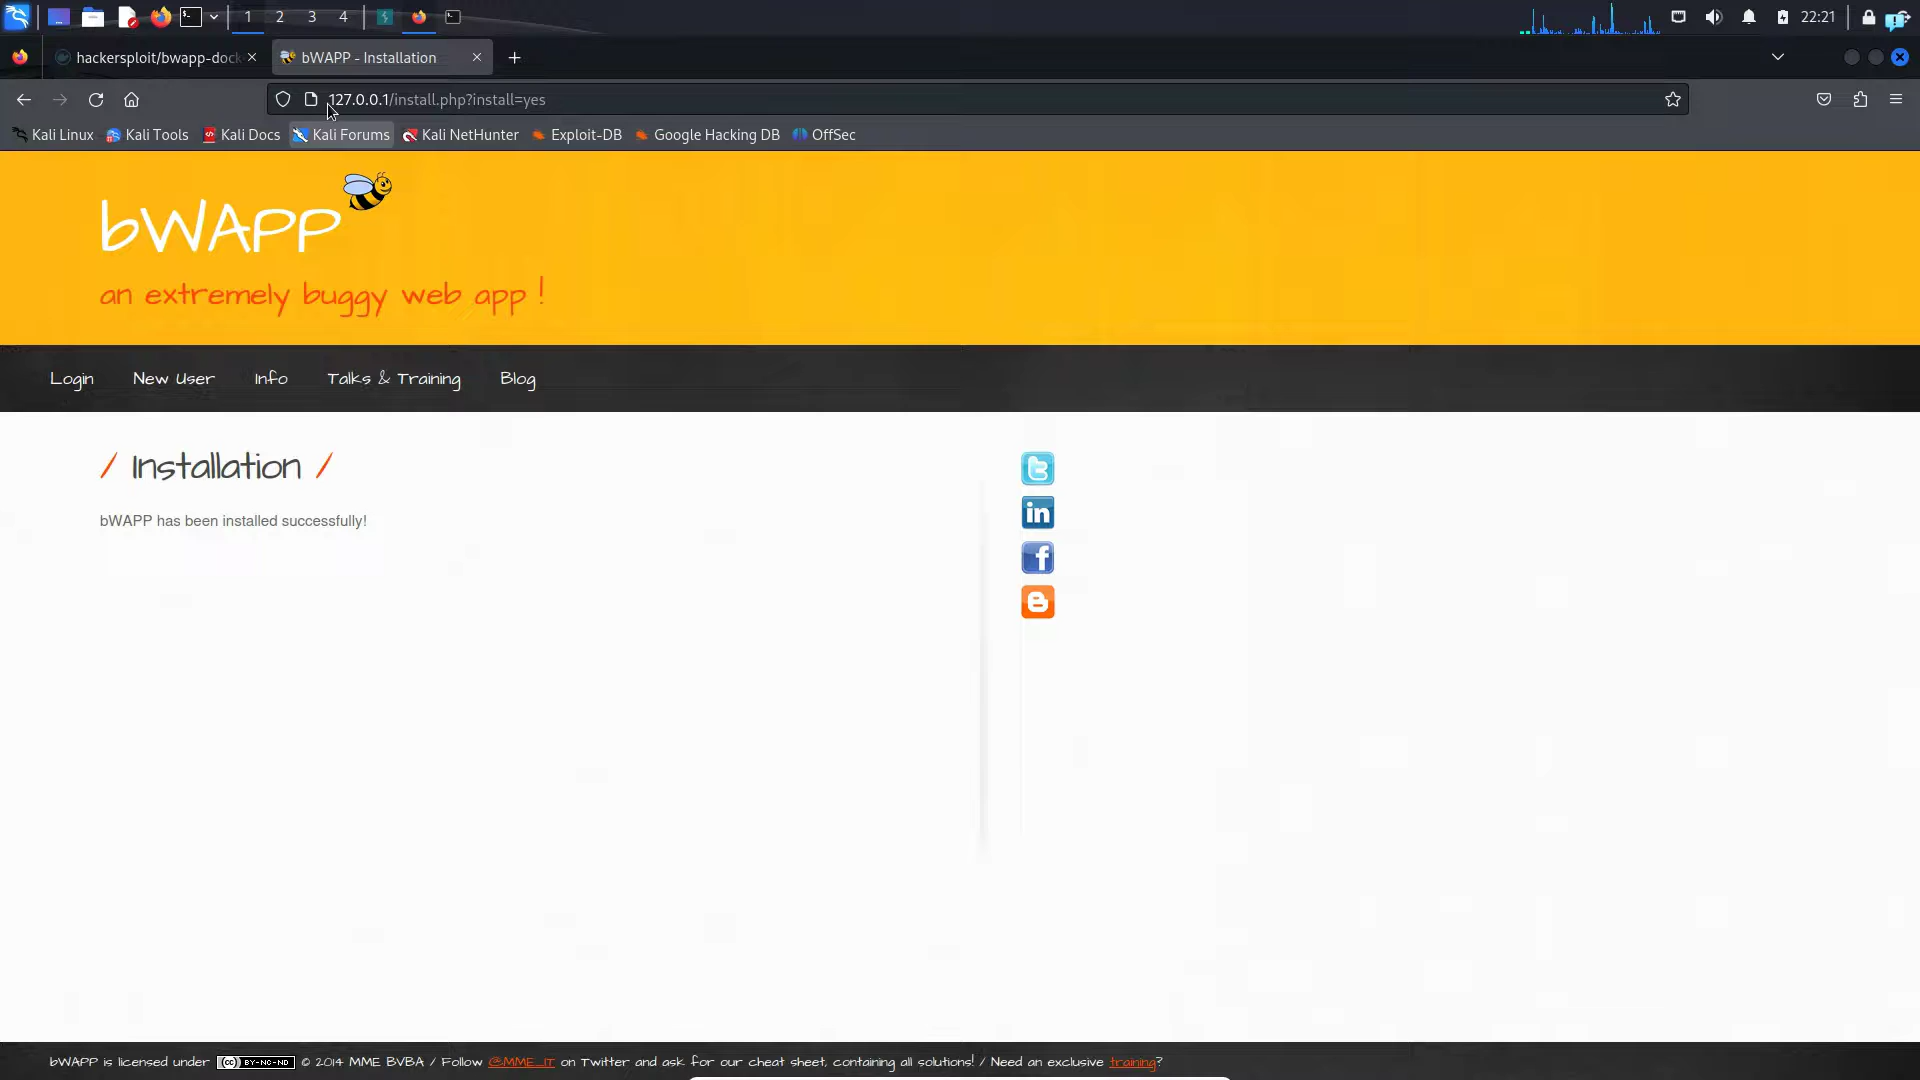 1 2 3 4 22:21
hackersploit/bwapp-dock bWAPP - Installation
127.0.0.1/install.php?install=yes
Kali Linux Kali Tools Kali Docs Kali Forums Kali NetHunter Exploit-DB Google Hacking DB OffSec
bWAPP
an extremely buggy web app !
Login New User Info Talks & Training Blog
/ Installation /
bWAPP has been installed successfully!
bWAPP is licensed under (cc) BY-NC-ND © 2014 MME BVBA / Follow @MME_IT on Twitter and ask for our cheat sheet, containing all solutions! / Need an exclusive training?